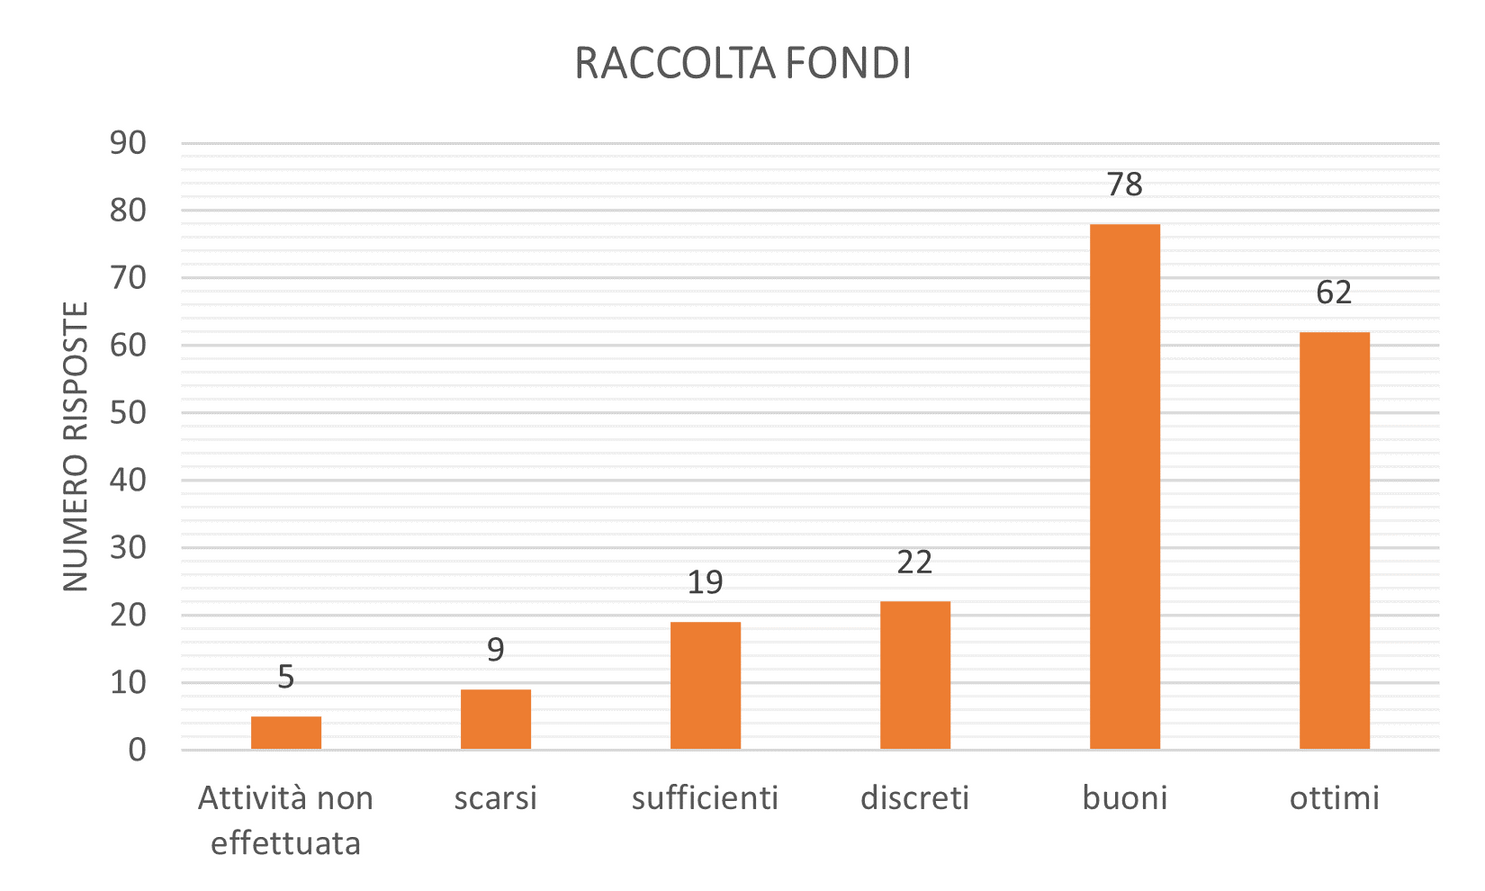 RACCOLTA FONDI
NUMERO RISPOSTE
90
80
70
60
50
40
30
20
10
0
5
9
19
22
78
62
Attività non
effettuata
scarsi
sufficienti
discreti
buoni
ottimi